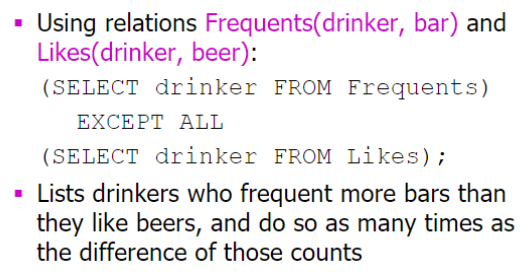 ▪ Using relations Frequents(drinker, bar) and
Likes(drinker, beer):
(SELECT drinker FROM Frequents)
EXCEPT ALL
(SELECT drinker FROM Likes);
▪ Lists drinkers who frequent more bars than
they like beers, and do so as many times as
the difference of those counts